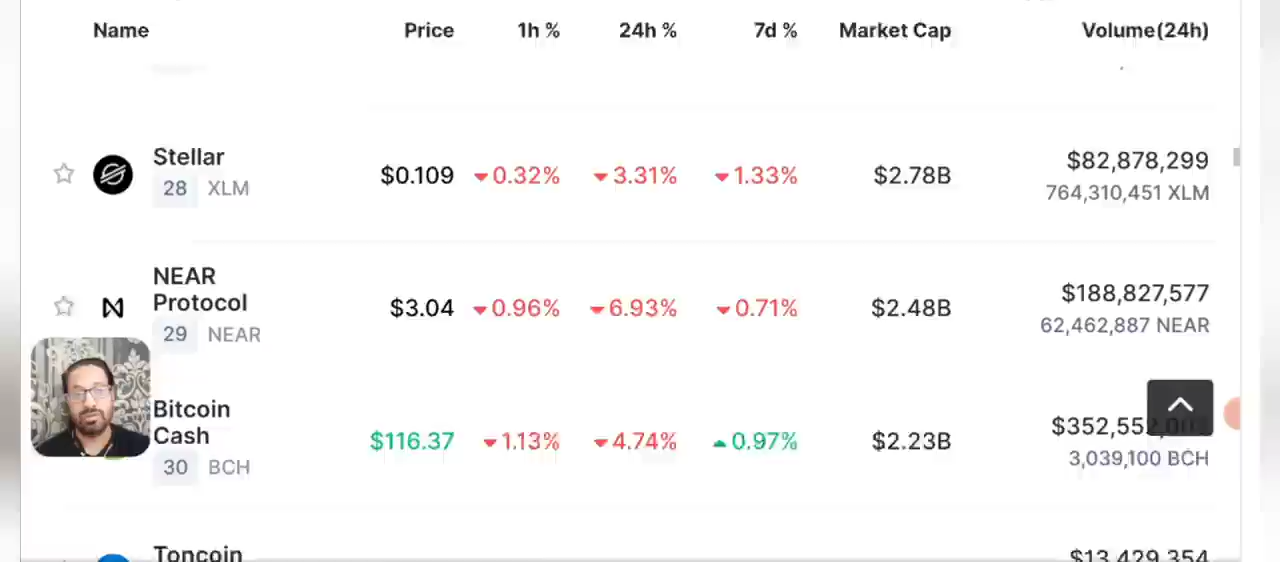 Name Price 1h % 24h % 7d % Market Cap Volume(24h)
Stellar
28 XLM
$0.109 0.32% 3.31% 1.33% $2.78B
$82,878,299
764,310,451 XLM
NEAR
Protocol
29 NEAR
$3.04 0.96% 6.93% 0.71% $2.48B
$188,827,577
62,462,887 NEAR
Bitcoin
Cash
30 BCH
$116.37 1.13% 4.74% 0.97% $2.23B
3,039,100 BCH
Toncoin
$13,429,354